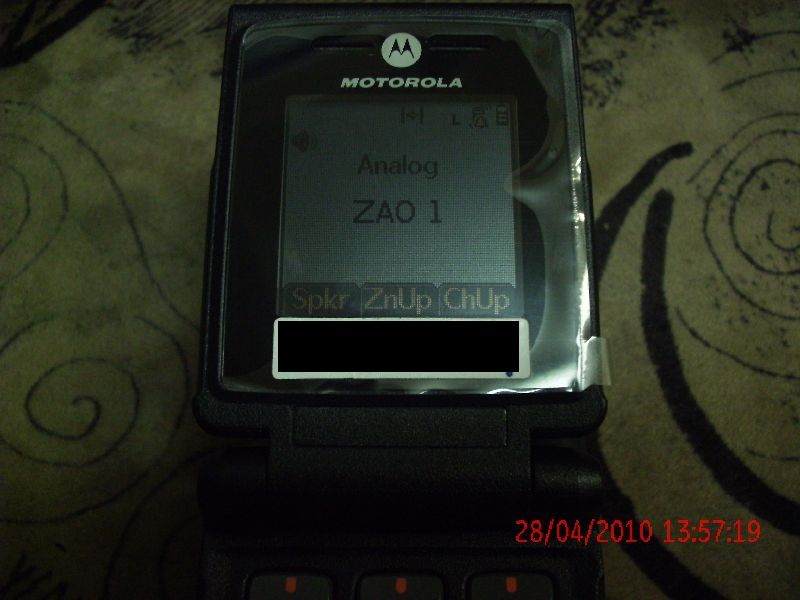 MOTOROLA
L
Analog
ZAO 1
Spkr ZnUp ChUp
28/04/2010 13:57:19